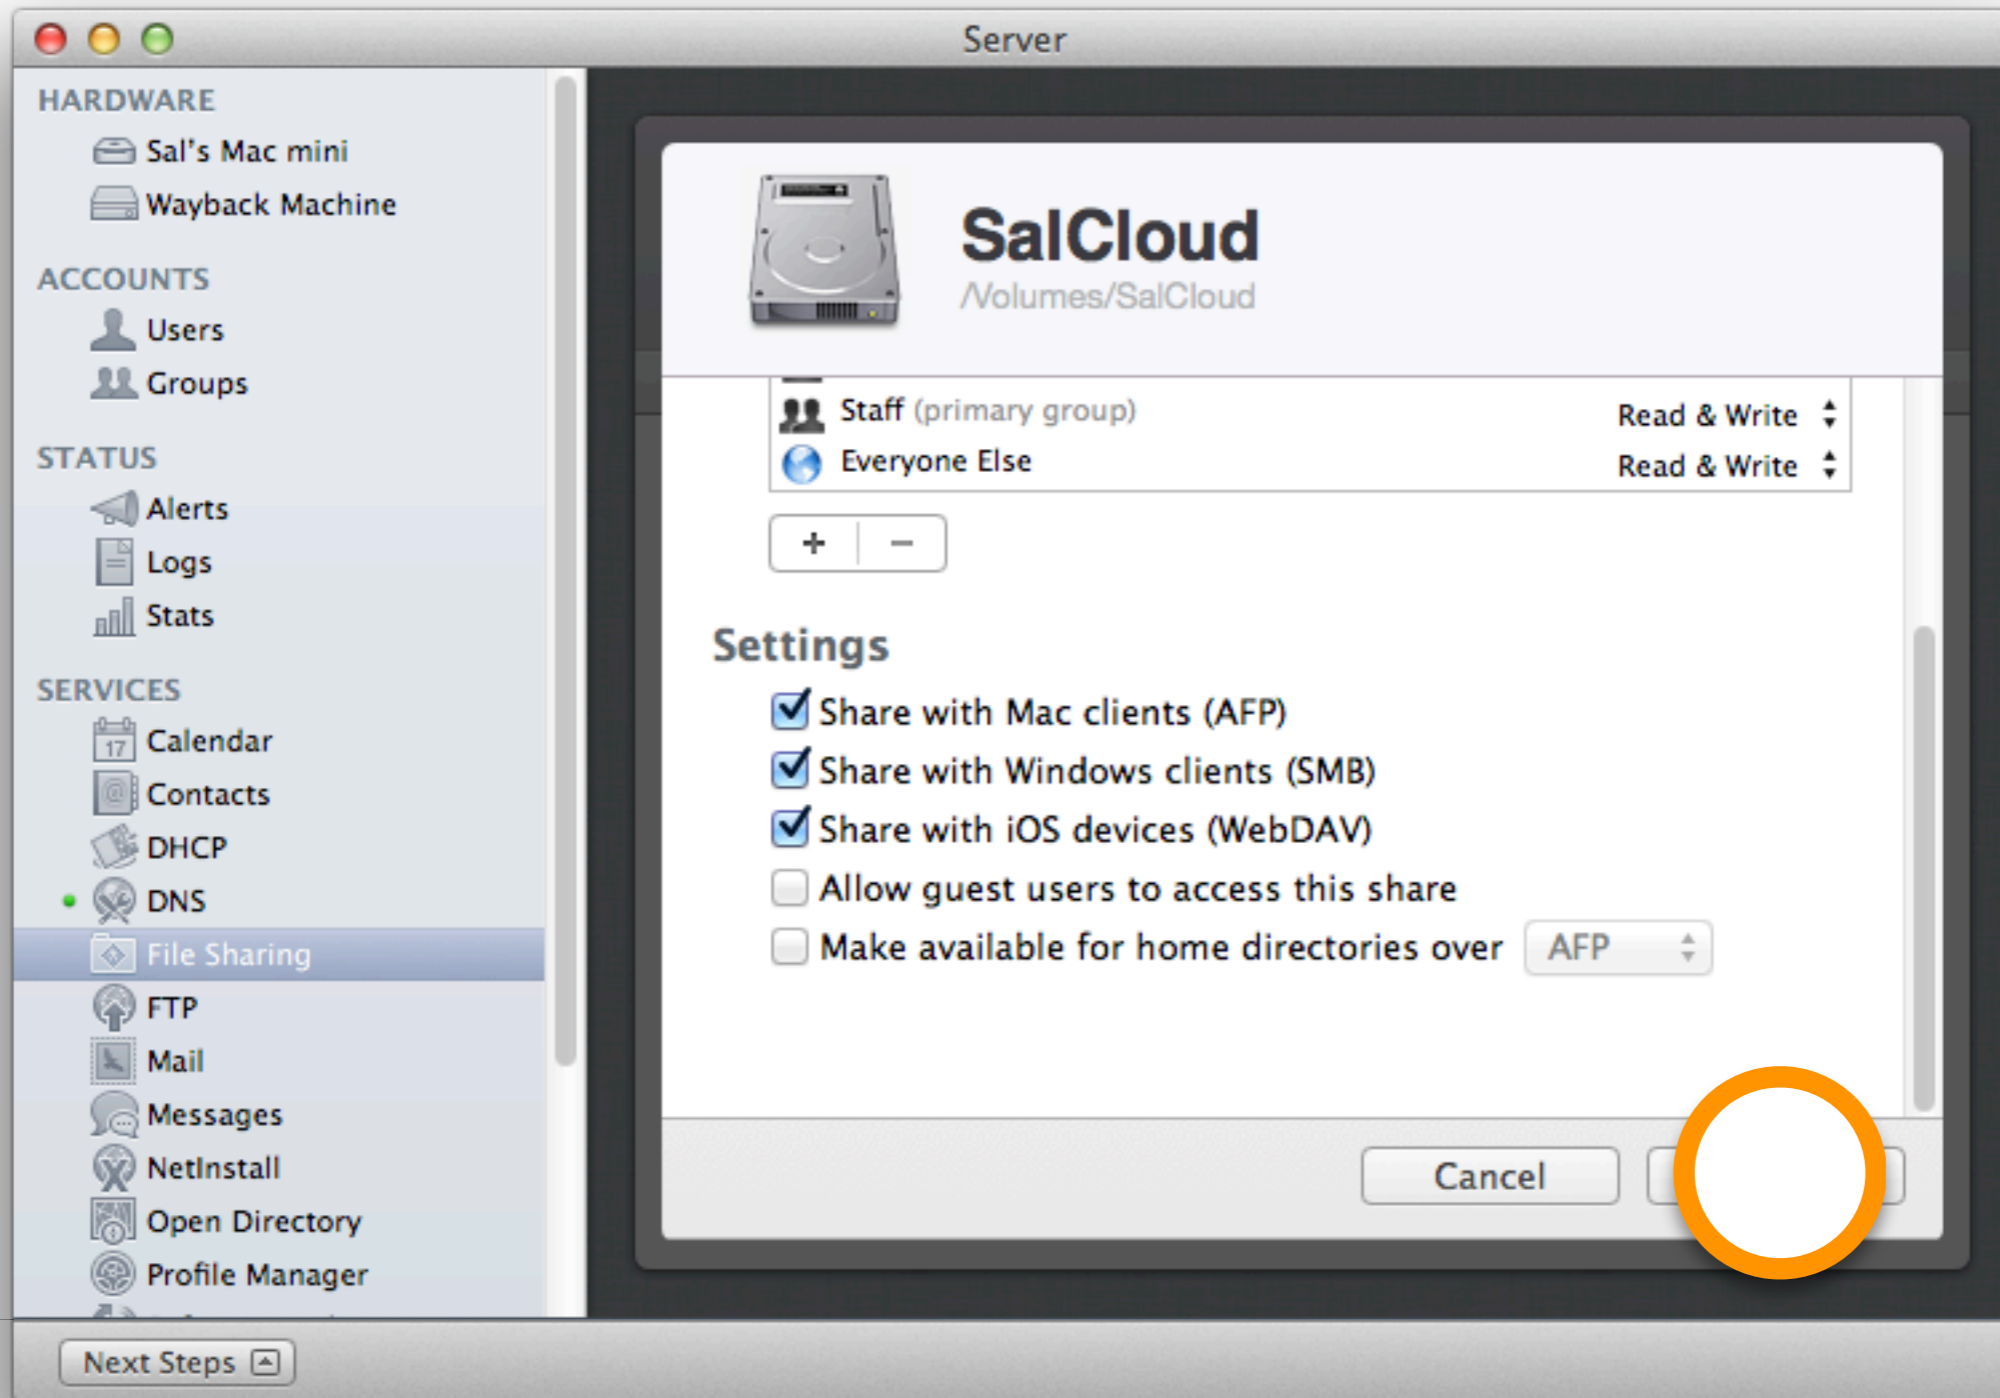 Server
HARDWARE
Sal's Mac mini
Wayback Machine
ACCOUNTS
Users
Groups
STATUS
Alerts
Logs
Stats
SERVICES
17
Calendar
Contacts
DHCP
DNS
File Sharing
FTP
Mail
Messages
NetInstall
Open Directory
Profile Manager
SalCloud
/Volumes/SalCloud
Staff (primary group) Read & Write
Everyone Else Read & Write
+ −
Settings
Share with Mac clients (AFP)
Share with Windows clients (SMB)
Share with iOS devices (WebDAV)
Allow guest users to access this share
Make available for home directories over AFP
Cancel
Next Steps